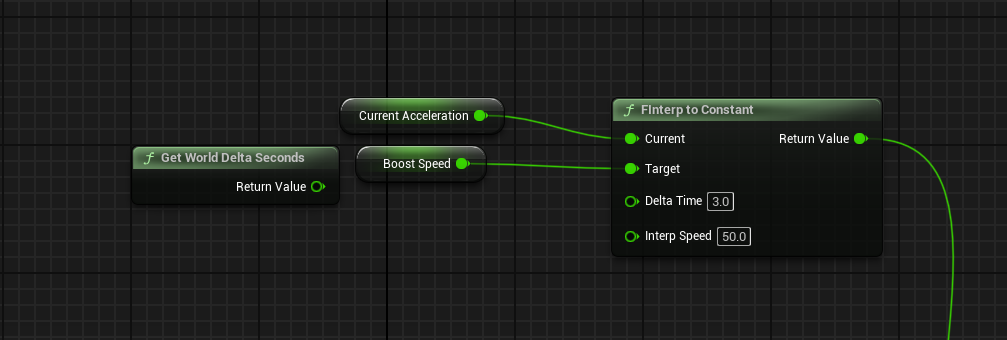 Current Acceleration
Boost Speed
ƒ Get World Delta Seconds
Return Value
ƒ FInterp to Constant
Current Return Value
Target
Delta Time 3.0
Interp Speed 50.0